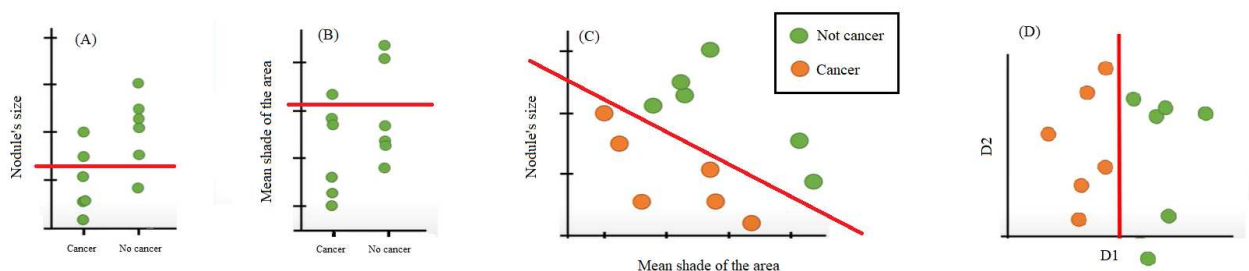 (A)
Nodule's size
Cancer
No cancer
(B)
Mean shade of the area
Cancer
No cancer
(C)
Nodule's size
Mean shade of the area
Not cancer
Cancer
(D)
D2
D1